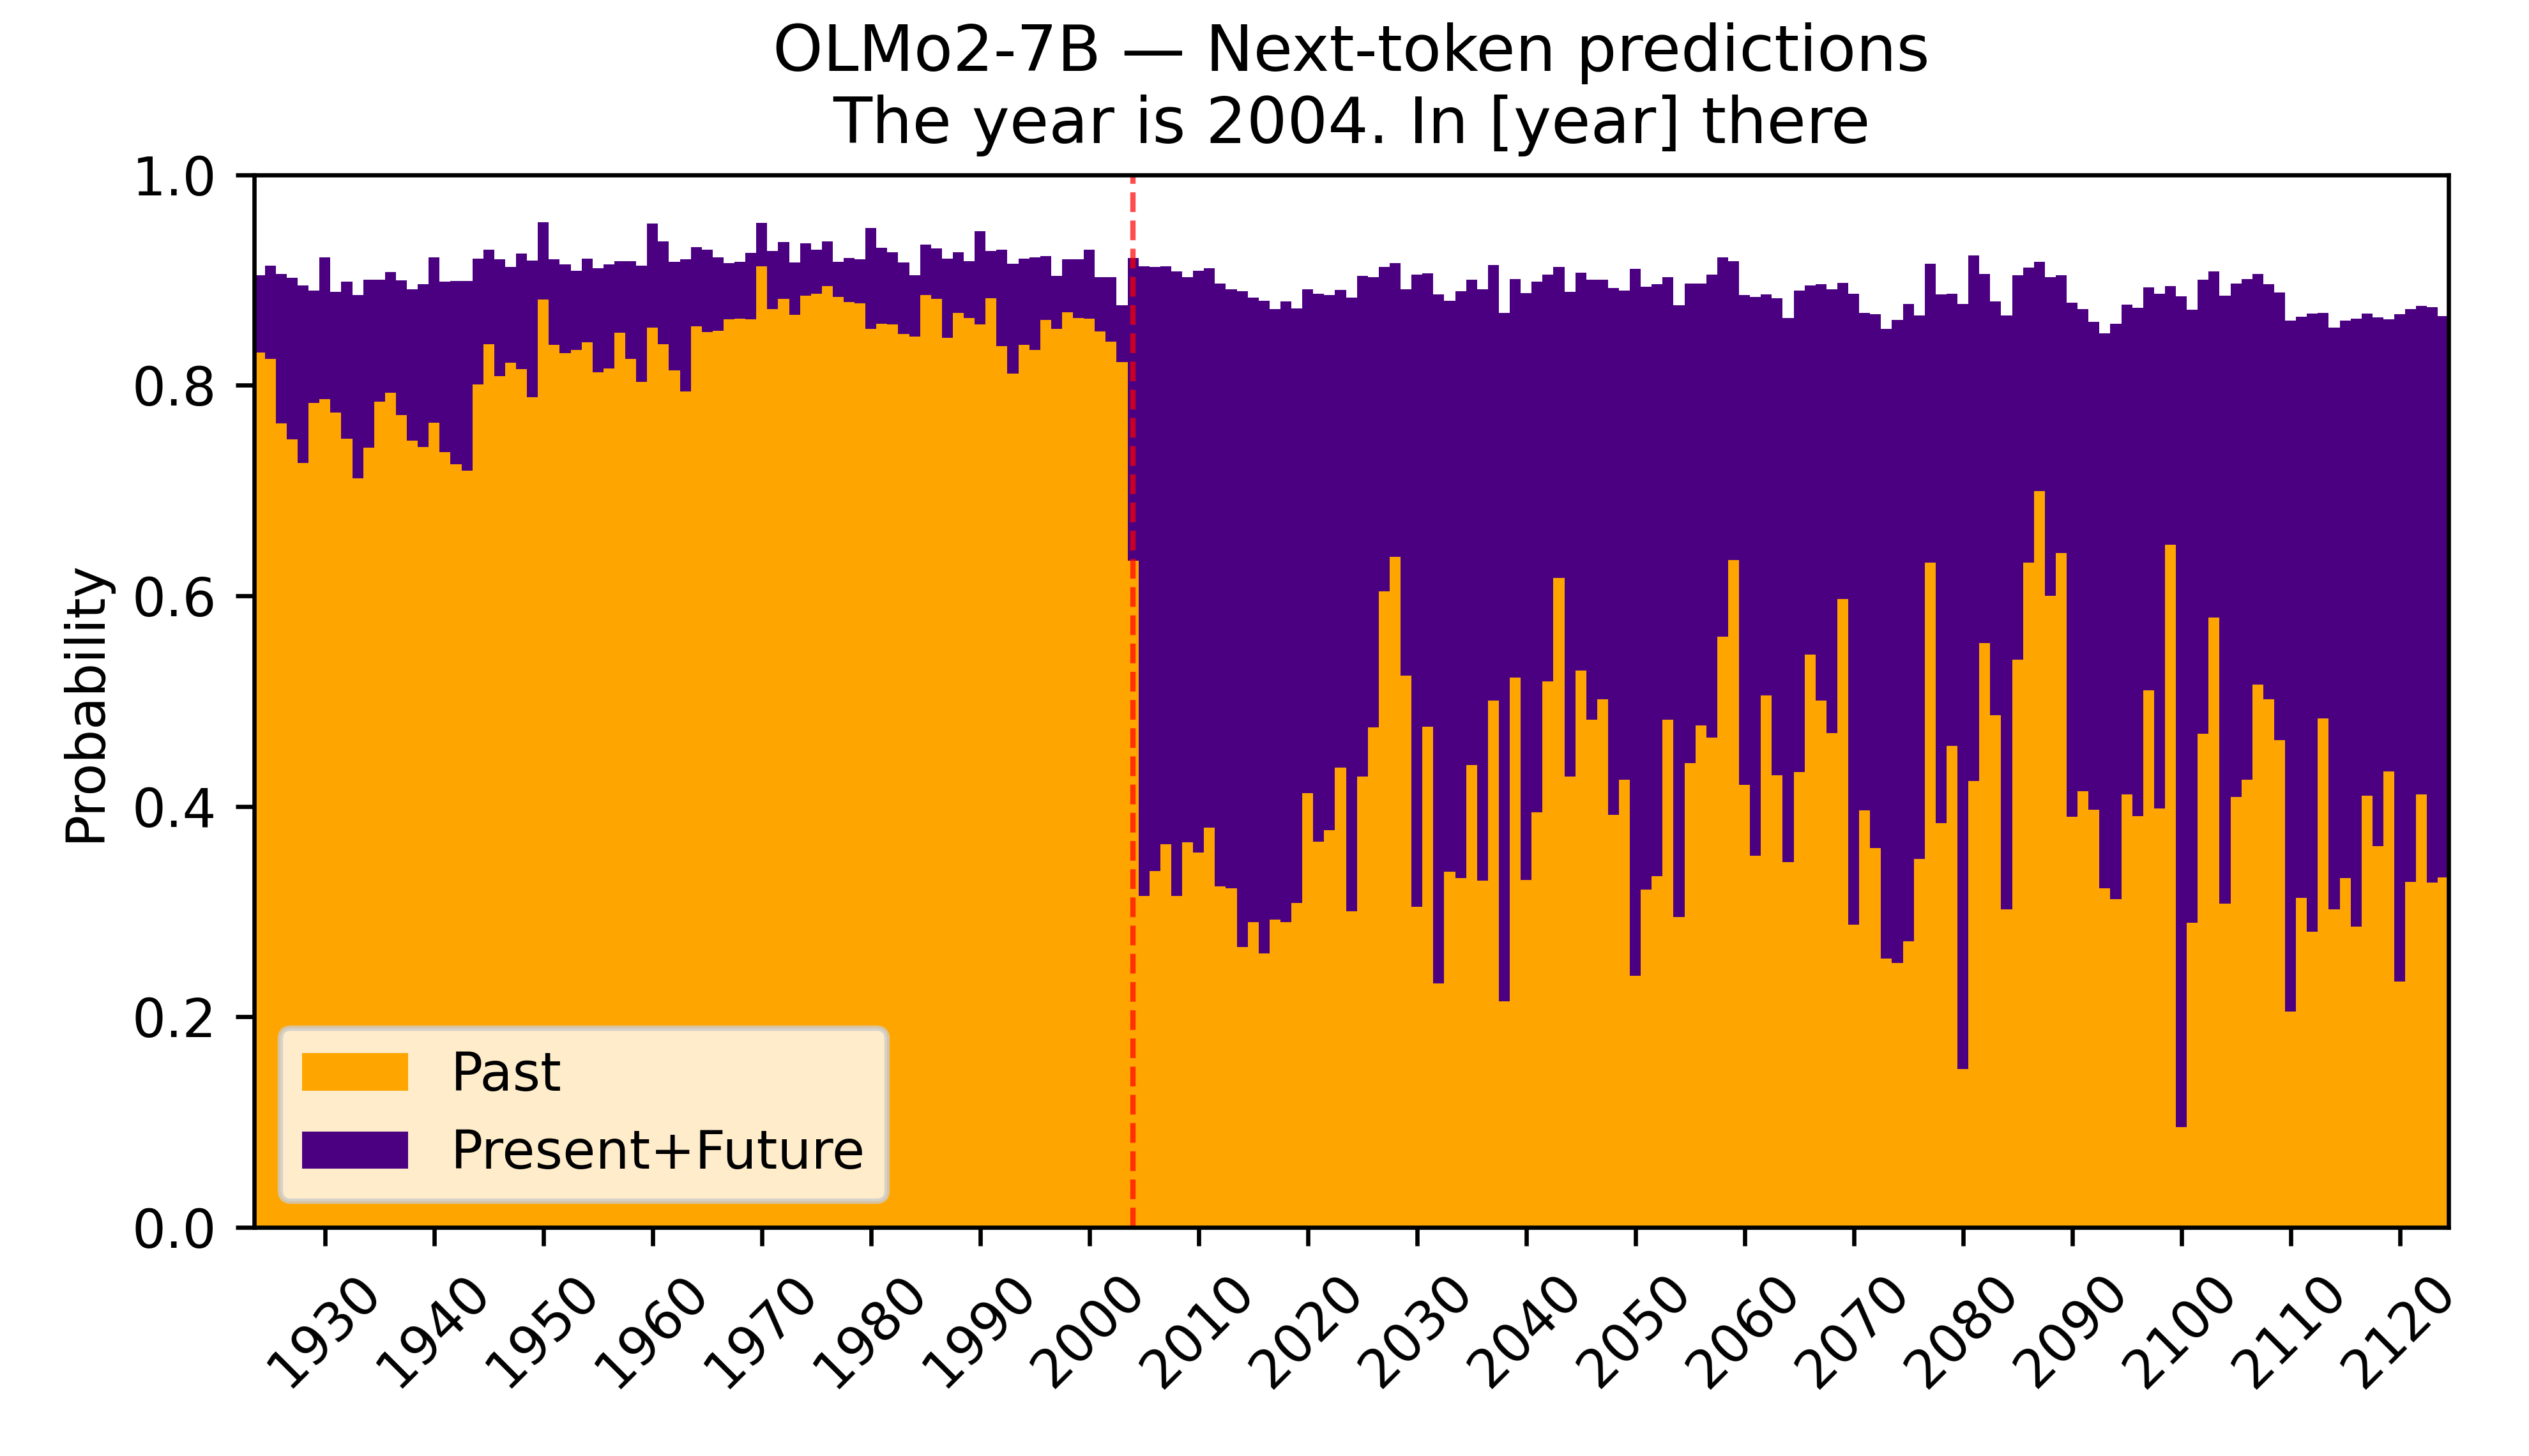 OLMo2-7B — Next-token predictions
The year is 2004. In [year] there
Probability
1.0
0.8
0.6
0.4
0.2
0.0
Past
Present+Future
1930 1940 1950 1960 1970 1980 1990 2000 2010 2020 2030 2040 2050 2060 2070 2080 2090 2100 2110 2120